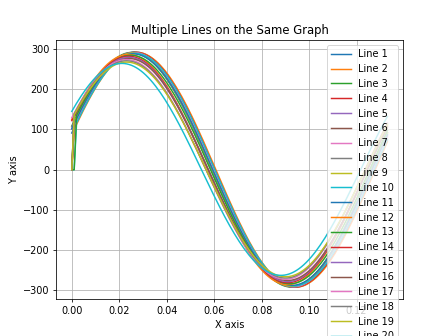 Multiple Lines on the Same Graph
Y axis
300
200
100
0
−100
−200
−300
0.00
0.02
0.04
0.06
0.08
0.10
X axis
Line 1
Line 2
Line 3
Line 4
Line 5
Line 6
Line 7
Line 8
Line 9
Line 10
Line 11
Line 12
Line 13
Line 14
Line 15
Line 16
Line 17
Line 18
Line 19
Line 20